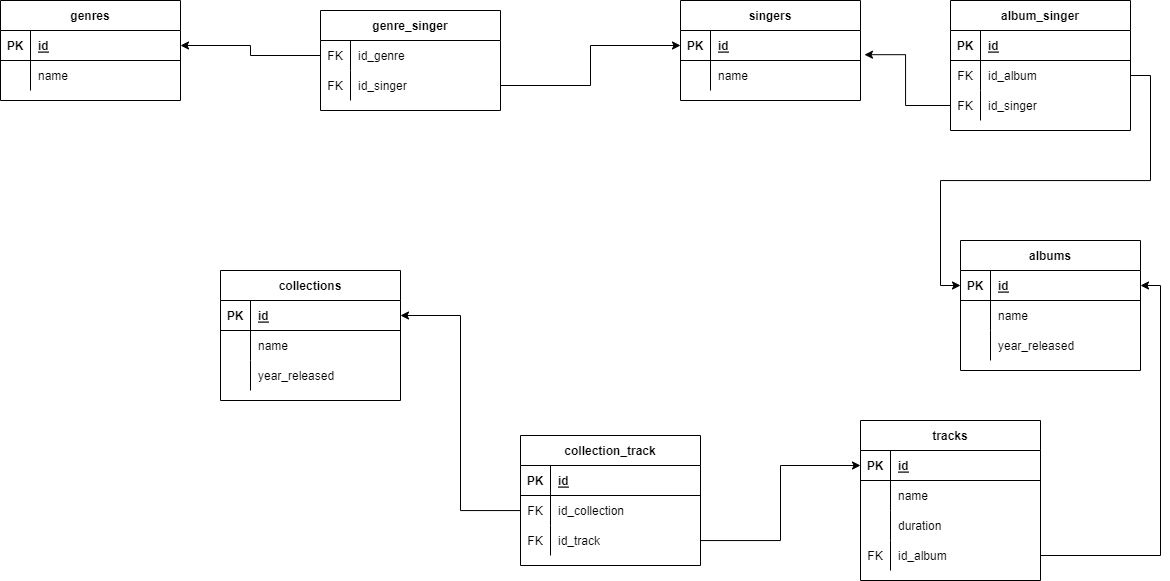 genres
PK id
name
genre_singer
FK id_genre
FK id_singer
singers
PK id
name
album_singer
PK id
FK id_album
FK id_singer
albums
PK id
name
year_released
collections
PK id
name
year_released
collection_track
PK id
FK id_collection
FK id_track
tracks
PK id
name
duration
FK id_album